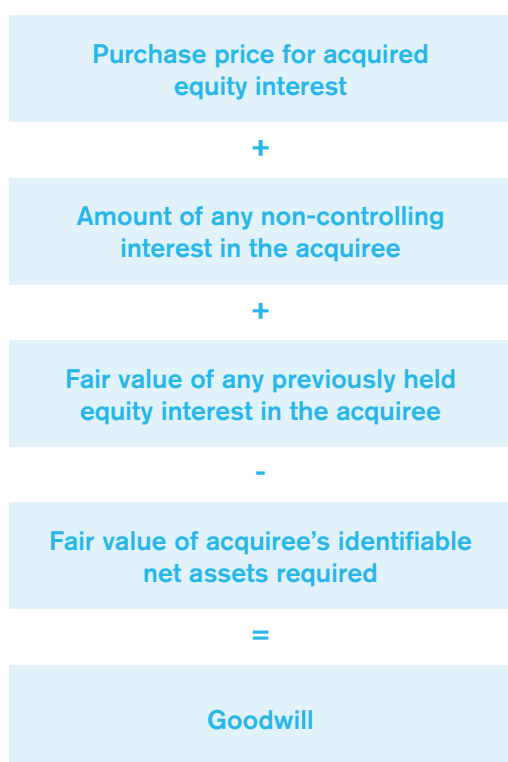 Purchase price for acquired
equity interest
+
Amount of any non-controlling
interest in the acquiree
+
Fair value of any previously held
equity interest in the acquiree
-
Fair value of acquiree's identifiable
net assets required
=
Goodwill